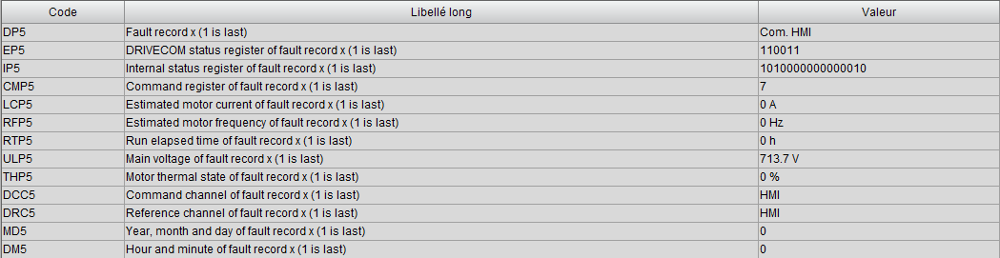 Code Libellé long Valeur
DP5 Fault record x (1 is last) Com. HMI
EP5 DRIVECOM status register of fault record x (1 is last) 110011
IP5 Internal status register of fault record x (1 is last) 1010000000000010
CMP5 Command register of fault record x (1 is last) 7
LCP5 Estimated motor current of fault record x (1 is last) 0 A
RFP5 Estimated motor frequency of fault record x (1 is last) 0 Hz
RTP5 Run elapsed time of fault record x (1 is last) 0 h
ULP5 Main voltage of fault record x (1 is last) 713.7 V
THP5 Motor thermal state of fault record x (1 is last) 0 %
DCC5 Command channel of fault record x (1 is last) HMI
DRC5 Reference channel of fault record x (1 is last) HMI
MD5 Year, month and day of fault record x (1 is last) 0
DM5 Hour and minute of fault record x (1 is last) 0